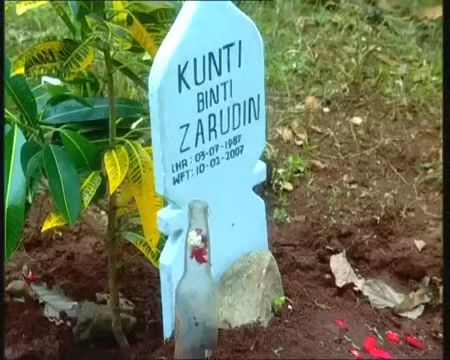 KUNTI
BINTI
ZARUDIN
LHR : 03-07-1987
WFT : 10-02-2007